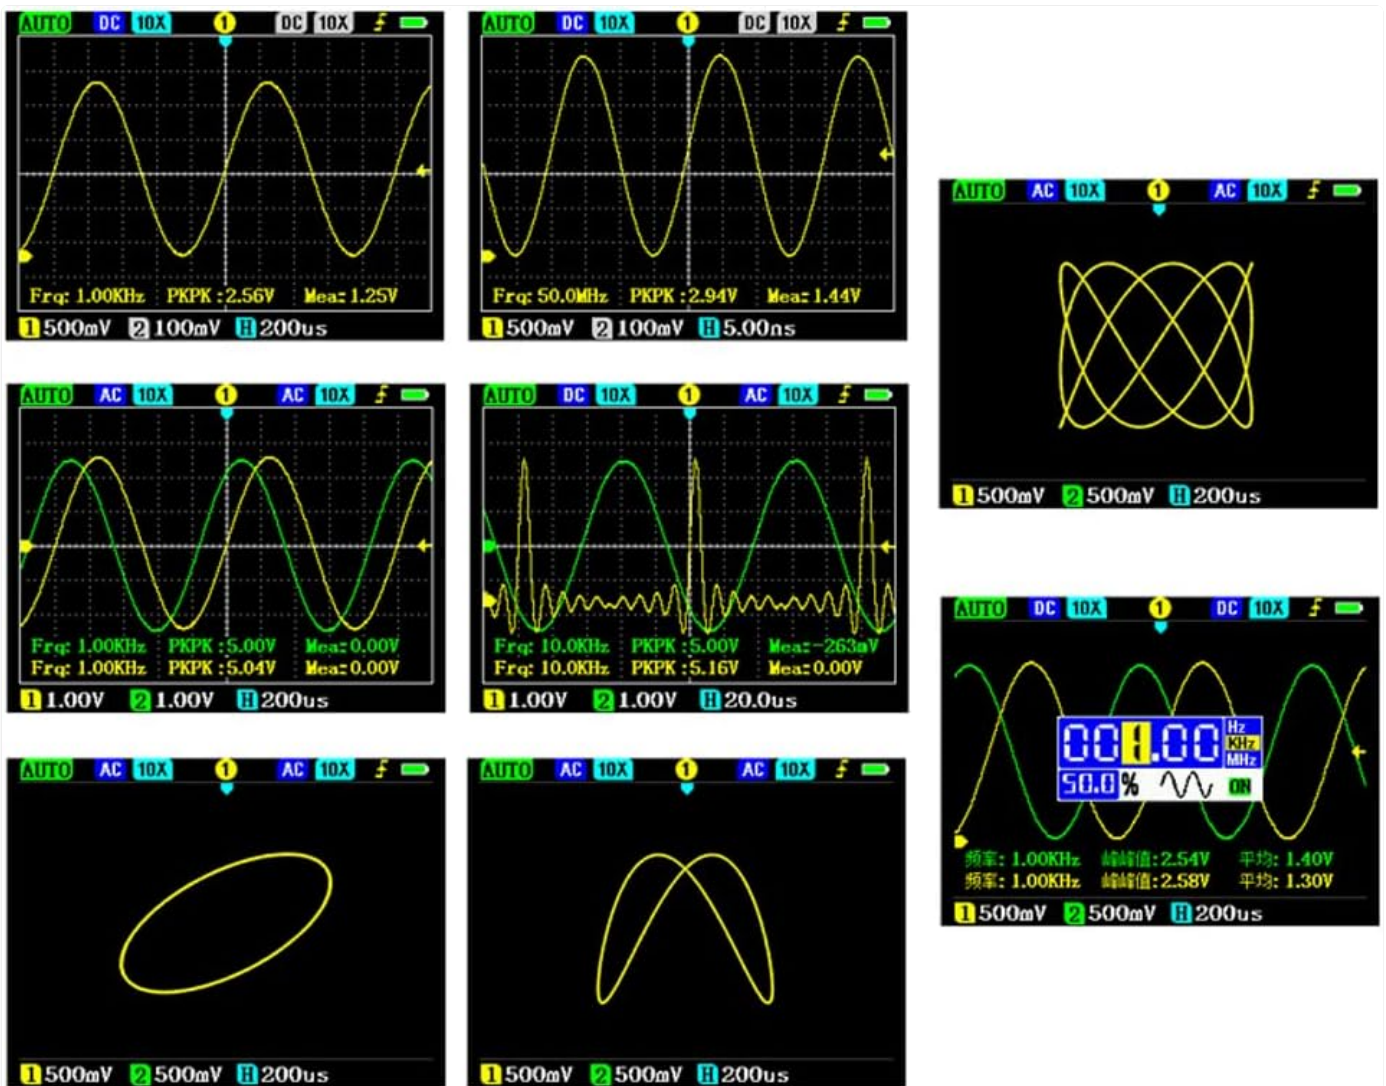 AUTO DC 10X 1 DC 10X
Frq: 1.00KHz PKPK:2.56V Mea:1.25V
1 500mV 2 100mV H 200us
AUTO DC 10X 1 DC 10X
Frq: 50.0MHz PKPK:2.94V Mea:1.44V
1 500mV 2 100mV H 5.00ns
AUTO AC 10X 1 AC 10X
1 500mV 2 500mV H 200us
AUTO AC 10X 1 AC 10X
Frq: 1.00KHz PKPK:5.00V Mea:0.00V
Frq: 1.00KHz PKPK:5.04V Mea:0.00V
1 1.00V 2 1.00V H 200us
AUTO DC 10X 1 AC 10X
Frq: 10.0KHz PKPK:5.00V Mea:-263mV
Frq: 10.0KHz PKPK:5.16V Mea:0.00V
1 1.00V 2 1.00V H 20.0us
AUTO DC 10X 1 DC 10X
001.00 Hz KHz MHz
50.0% ON
频率: 1.00KHz 峰峰值:2.54V 平均: 1.40V
频率: 1.00KHz 峰峰值:2.58V 平均: 1.30V
1 500mV 2 500mV H 200us
AUTO AC 10X 1 AC 10X
1 500mV 2 500mV H 200us
AUTO AC 10X 1 AC 10X
1 500mV 2 500mV H 200us